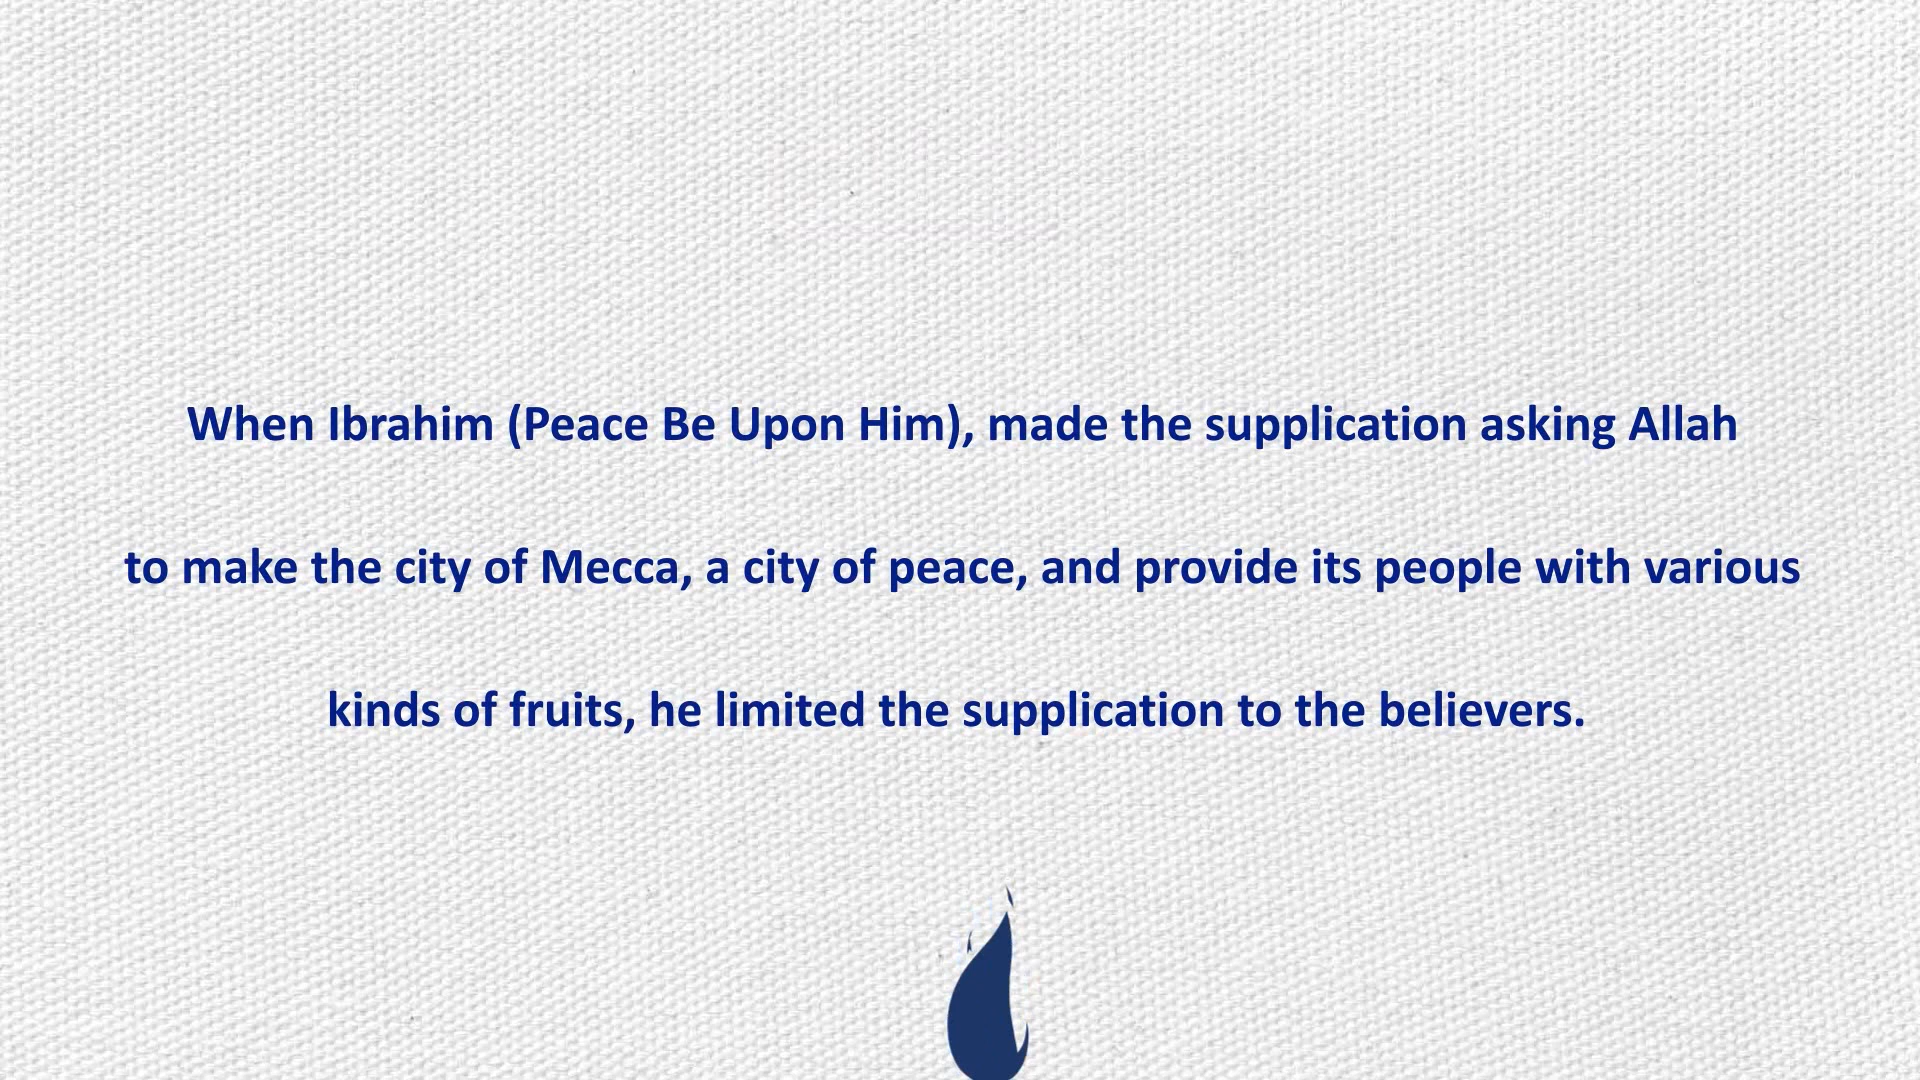 When Ibrahim (Peace Be Upon Him), made the supplication asking Allah
to make the city of Mecca, a city of peace, and provide its people with various
kinds of fruits, he limited the supplication to the believers.